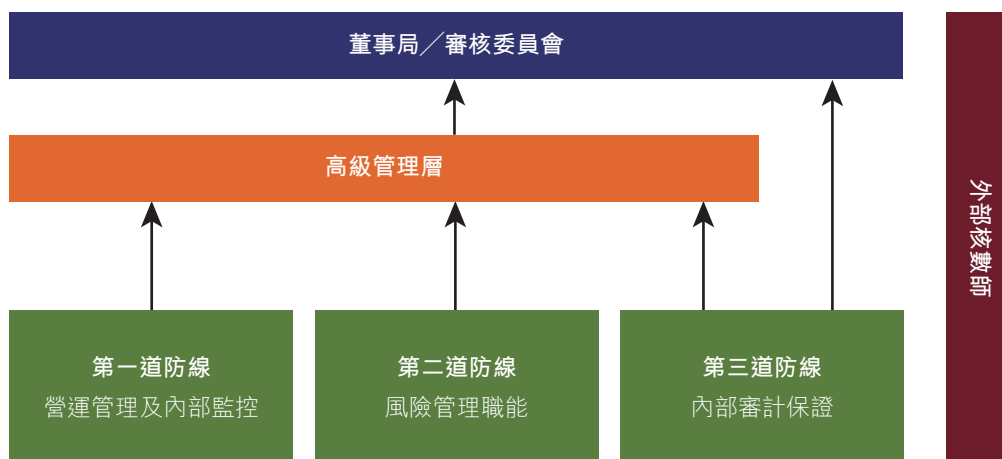 董事局／審核委員會
高級管理層
第一道防線
營運管理及內部監控
第二道防線
風險管理職能
第三道防線
內部審計保證
外部核數師